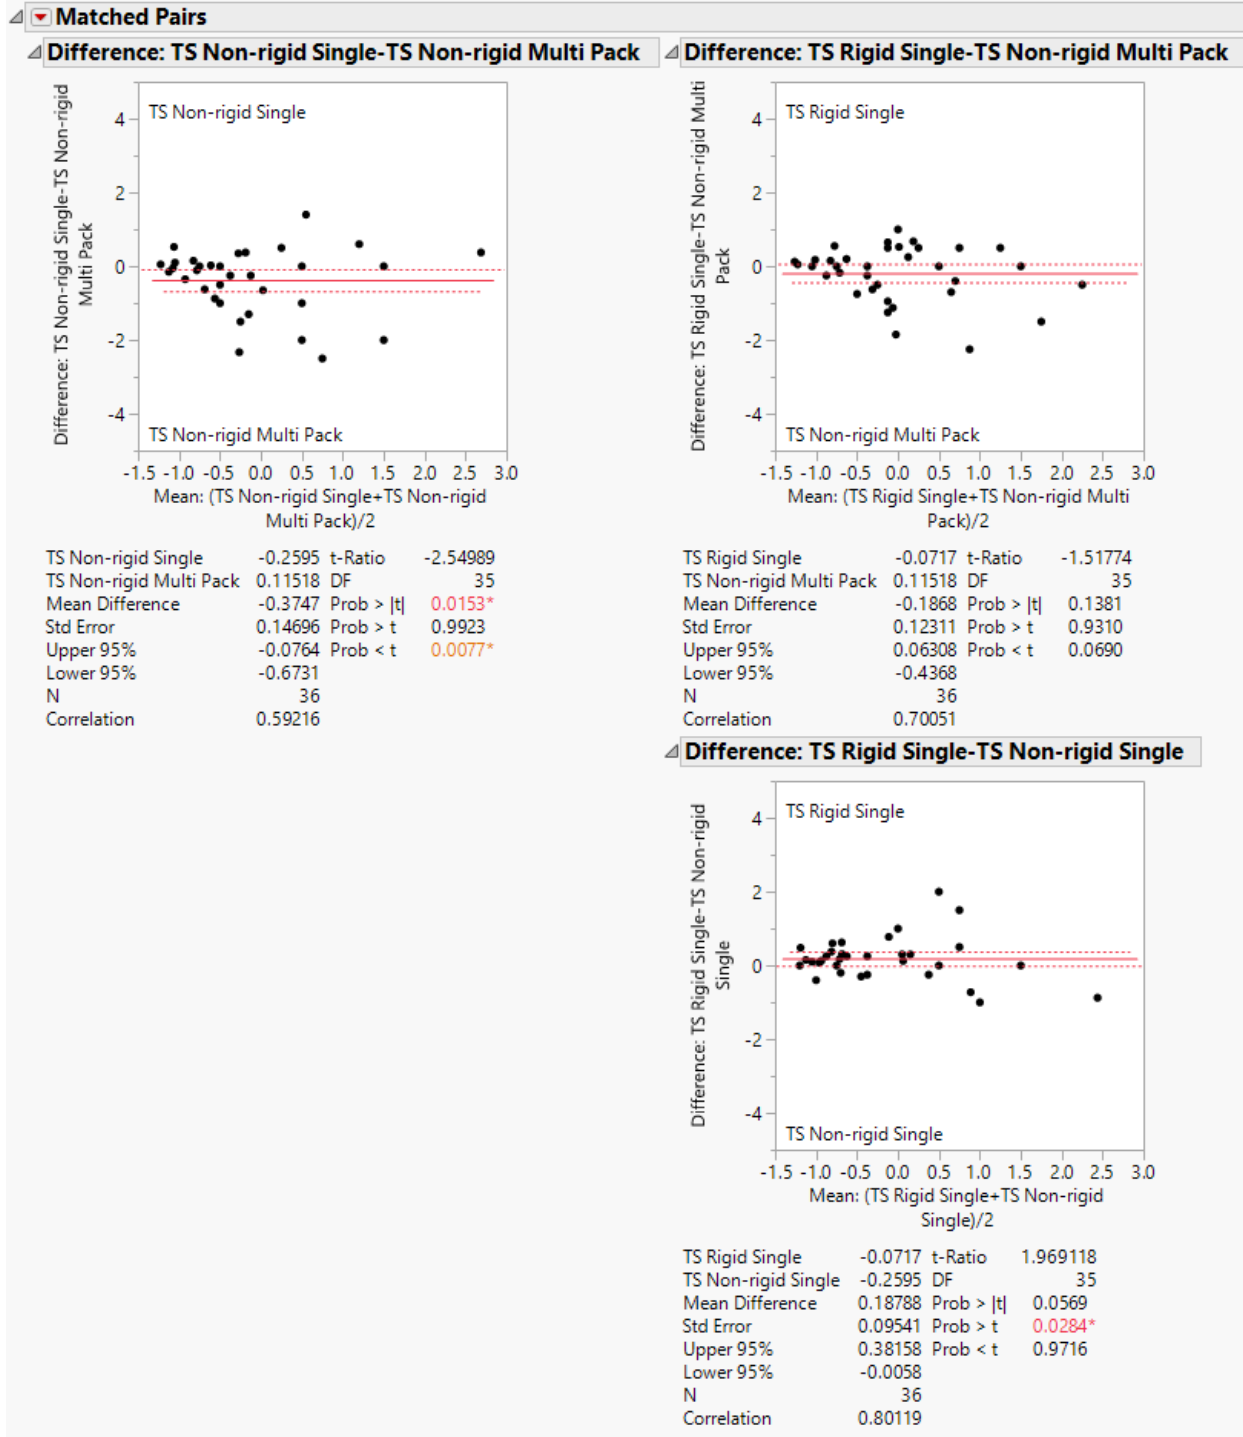 Matched Pairs
Difference: TS Non-rigid Single-TS Non-rigid Multi Pack
Difference: TS Non-rigid Single-TS Non-rigid
Multi Pack
TS Non-rigid Single
4
2
0
-2
-4
TS Non-rigid Multi Pack
-1.5 -1.0 -0.5 0.0 0.5 1.0 1.5 2.0 2.5 3.0
Mean: (TS Non-rigid Single+TS Non-rigid
Multi Pack)/2
TS Non-rigid Single -0.2595 t-Ratio -2.54989
TS Non-rigid Multi Pack 0.11518 DF 35
Mean Difference -0.3747 Prob > |t| 0.0153*
Std Error 0.14696 Prob > t 0.9923
Upper 95% -0.0764 Prob < t 0.0077*
Lower 95% -0.6731
N 36
Correlation 0.59216
Difference: TS Rigid Single-TS Non-rigid Multi Pack
Difference: TS Rigid Single-TS Non-rigid Multi
Pack
TS Rigid Single
4
2
0
-2
-4
TS Non-rigid Multi Pack
-1.5 -1.0 -0.5 0.0 0.5 1.0 1.5 2.0 2.5 3.0
Mean: (TS Rigid Single+TS Non-rigid Multi
Pack)/2
TS Rigid Single -0.0717 t-Ratio -1.51774
TS Non-rigid Multi Pack 0.11518 DF 35
Mean Difference -0.1868 Prob > |t| 0.1381
Std Error 0.12311 Prob > t 0.9310
Upper 95% 0.06308 Prob < t 0.0690
Lower 95% -0.4368
N 36
Correlation 0.70051
Difference: TS Rigid Single-TS Non-rigid Single
Difference: TS Rigid Single-TS Non-rigid
Single
TS Rigid Single
4
2
0
-2
-4
TS Non-rigid Single
-1.5 -1.0 -0.5 0.0 0.5 1.0 1.5 2.0 2.5 3.0
Mean: (TS Rigid Single+TS Non-rigid
Single)/2
TS Rigid Single -0.0717 t-Ratio 1.969118
TS Non-rigid Single -0.2595 DF 35
Mean Difference 0.18788 Prob > |t| 0.0569
Std Error 0.09541 Prob > t 0.0284*
Upper 95% 0.38158 Prob < t 0.9716
Lower 95% -0.0058
N 36
Correlation 0.80119